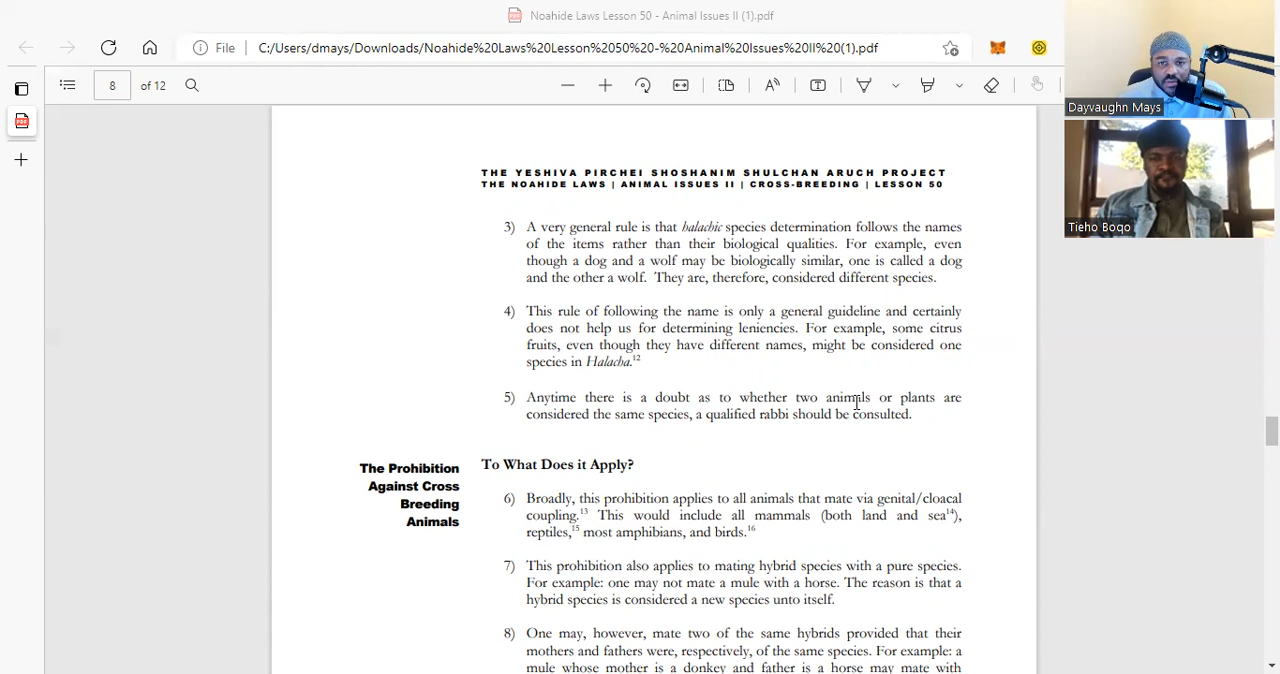 Noahide Laws Lesson 50 - Animal Issues II (1).pdf
File C:/Users/dmays/Downloads/Noahide%20Laws%20Lesson%2050%20-%20Animal%20Issues%20II%20(1).pdf
8 of 12
Dayvaughn Mays
Tieho Boqo
THE YESHIVA PIRCHEI SHOSHANIM SHULCHAN ARUCH PROJECT
THE NOAHIDE LAWS | ANIMAL ISSUES II | CROSS-BREEDING | LESSON 50
3) A very general rule is that halachic species determination follows the names
of the items rather than their biological qualities. For example, even
though a dog and a wolf may be biologically similar, one is called a dog
and the other a wolf. They are, therefore, considered different species.
4) This rule of following the name is only a general guideline and certainly
does not help us for determining leniencies. For example, some citrus
fruits, even though they have different names, might be considered one
species in Halacha.12
5) Anytime there is a doubt as to whether two animals or plants are
considered the same species, a qualified rabbi should be consulted.
The Prohibition
Against Cross
Breeding
Animals
To What Does it Apply?
6) Broadly, this prohibition applies to all animals that mate via genital/cloacal
coupling.13 This would include all mammals (both land and sea14),
reptiles,15 most amphibians, and birds.16
7) This prohibition also applies to mating hybrid species with a pure species.
For example: one may not mate a mule with a horse. The reason is that a
hybrid species is considered a new species unto itself.
8) One may, however, mate two of the same hybrids provided that their
mothers and fathers were, respectively, of the same species. For example: a
mule whose mother is a donkey and father is a horse may mate with